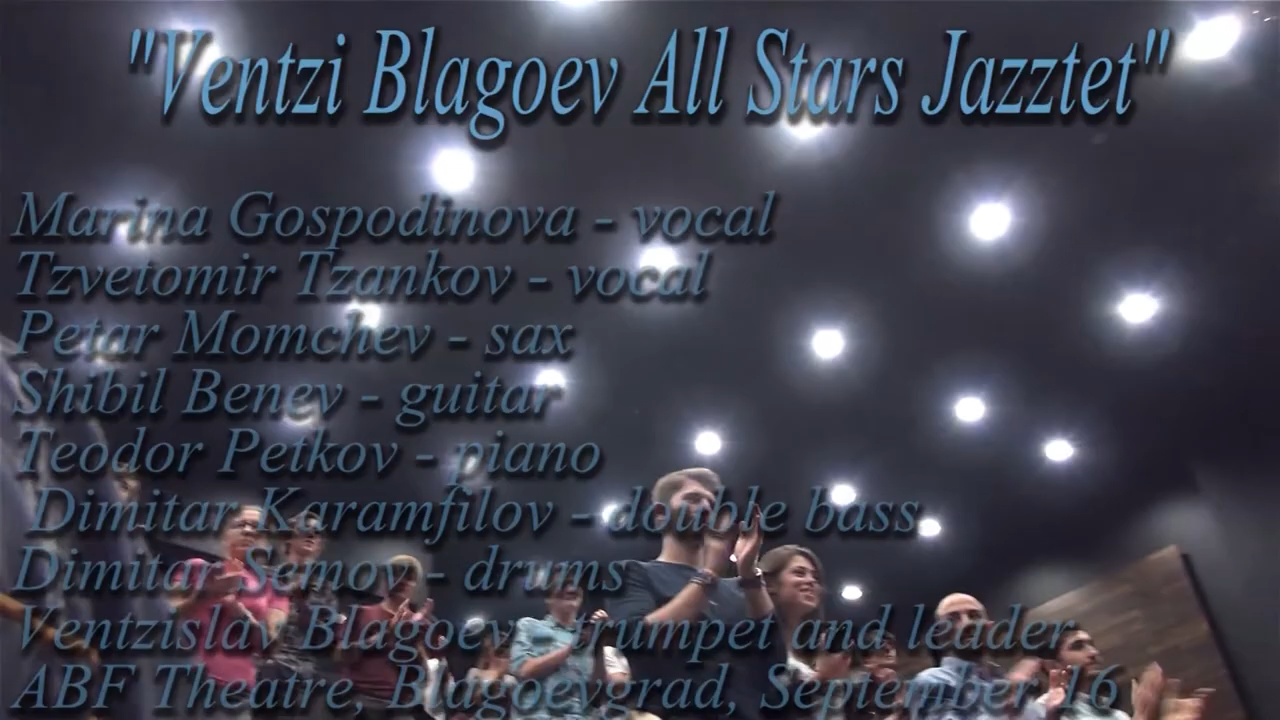 "Ventzi Blagoev All Stars Jazztet"
Marina Gospodinova - vocal
Tzvetomir Tzankov - vocal
Petar Momchev - sax
Shibil Benev - guitar
Teodor Petkov - piano
Dimitar Karamfilov - double bass
Dimitar Semov - drums
Ventzislav Blagoev - trumpet and leader
ABF Theatre, Blagoevgrad, September 16